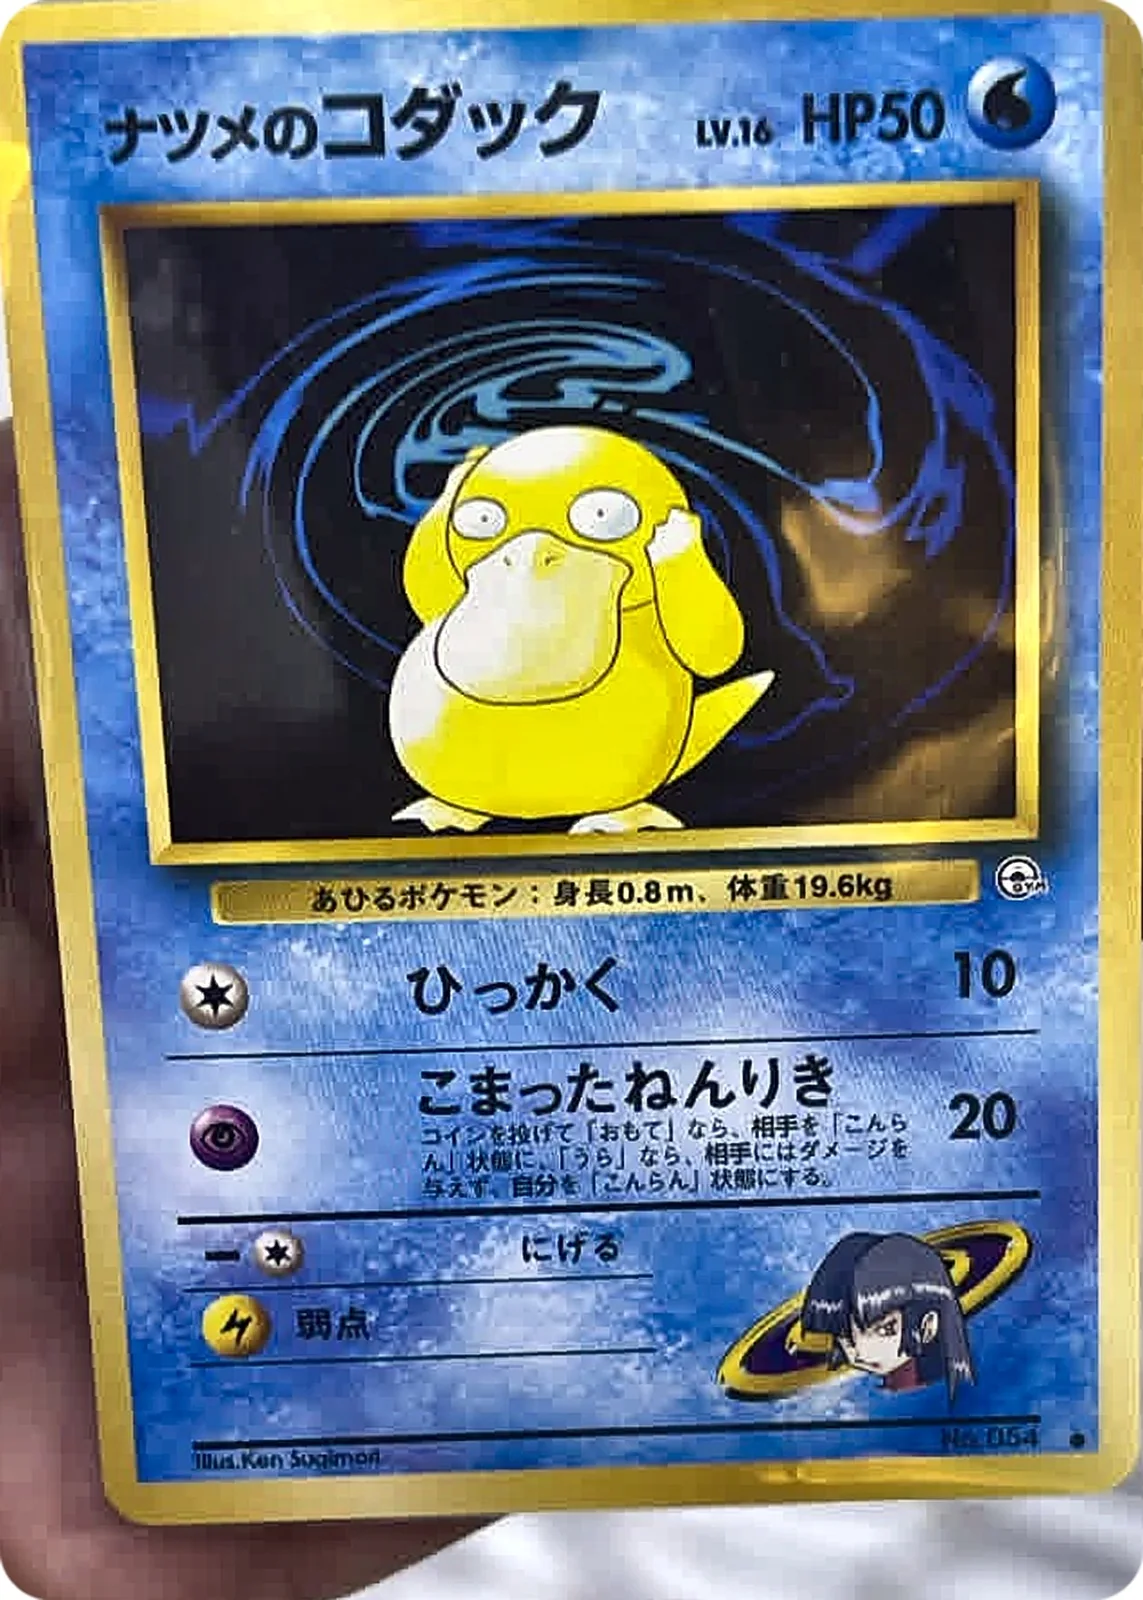 ナツメのコダック LV.16 HP50
あひるポケモン：身長0.8m、体重19.6kg
GYM
ひっかく 10
こまったねんりき 20
コインを投げて「おもて」なら、相手を「こんら
ん」状態に、「うら」なら、相手にはダメージを
与えず、自分を「こんらん」状態にする。
にげる
弱点
Illus.Ken Sugimori No.054